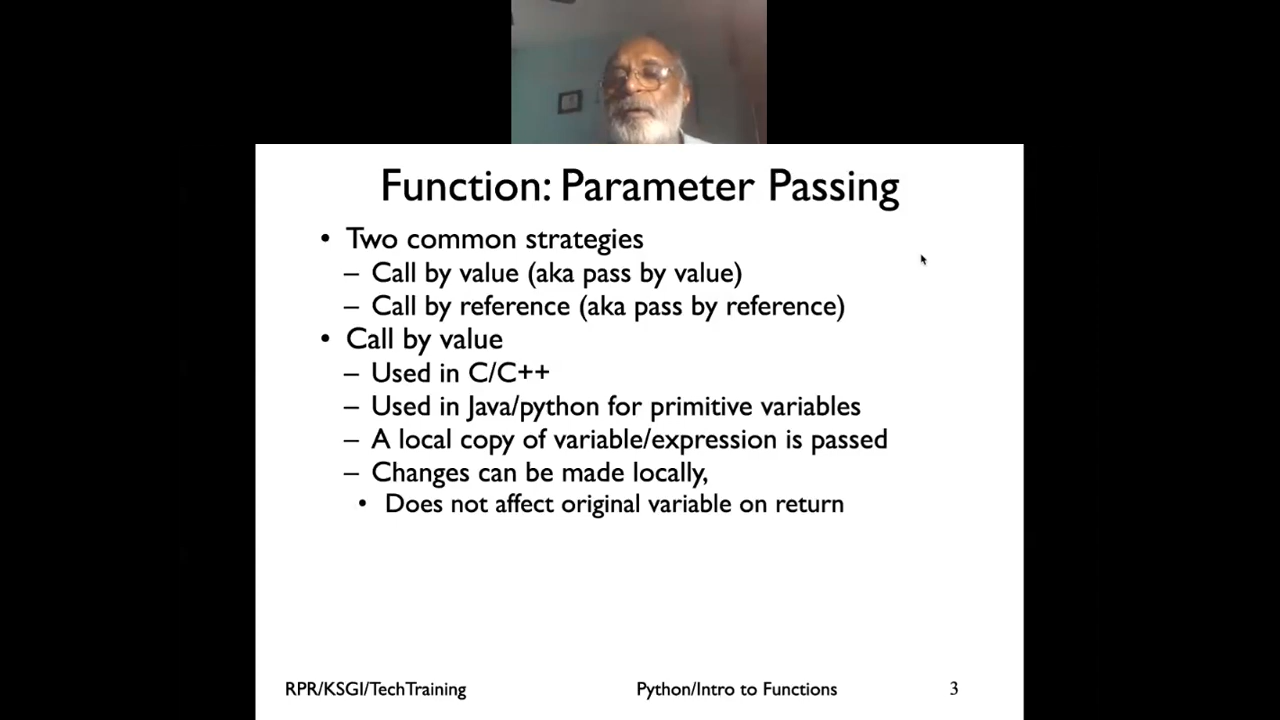 Function: Parameter Passing
• Two common strategies
– Call by value (aka pass by value)
– Call by reference (aka pass by reference)
• Call by value
– Used in C/C++
– Used in Java/python for primitive variables
– A local copy of variable/expression is passed
– Changes can be made locally,
• Does not affect original variable on return
RPR/KSGI/TechTraining
Python/Intro to Functions
3